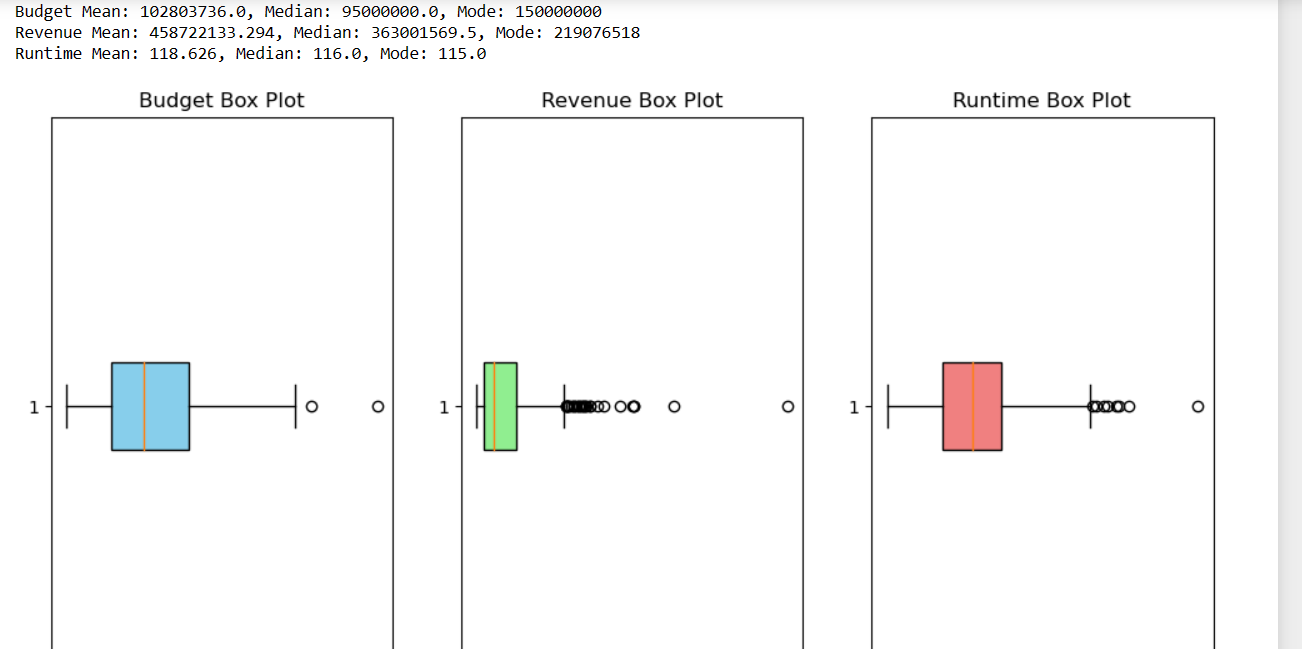 Budget Mean: 102803736.0, Median: 95000000.0, Mode: 150000000
Revenue Mean: 458722133.294, Median: 363001569.5, Mode: 219076518
Runtime Mean: 118.626, Median: 116.0, Mode: 115.0
Budget Box Plot
Revenue Box Plot
Runtime Box Plot
1
1
1